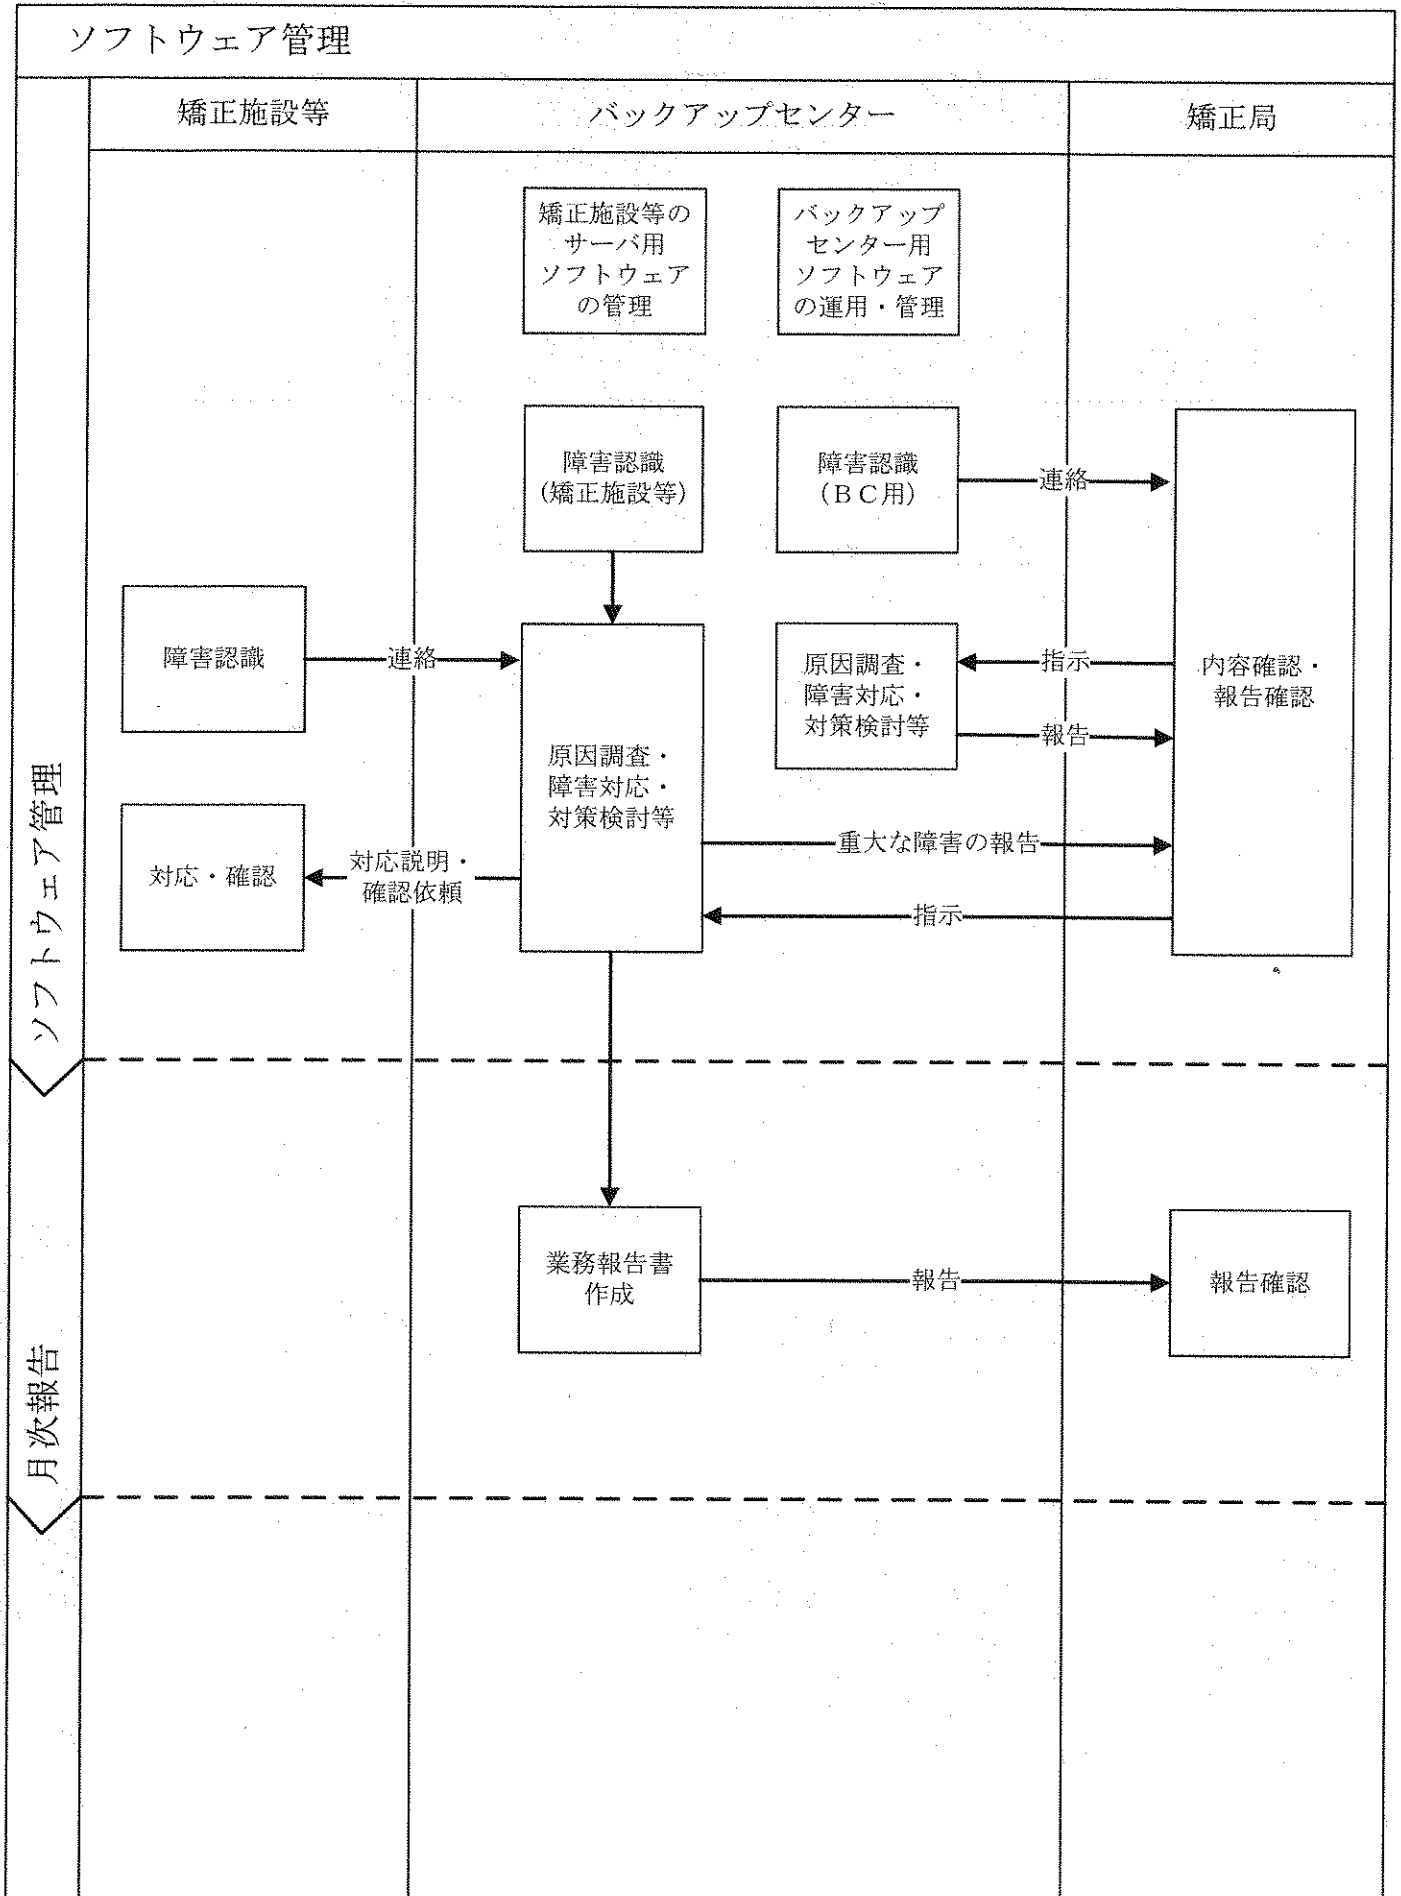 ソフトウェア管理
矯正施設等
バックアップセンター
矯正局
矯正施設等の
サーバ用
ソフトウェア
の管理
バックアップ
センター用
ソフトウェア
の運用・管理
障害認識
(矯正施設等)
障害認識
(BC用)
連絡
障害認識
連絡
原因調査・
障害対応・
対策検討等
原因調査・
障害対応・
対策検討等
指示
報告
内容確認・
報告確認
対応・確認
対応説明・
確認依頼
重大な障害の報告
指示
ソフトウェア管理
業務報告書
作成
報告
報告確認
月次報告